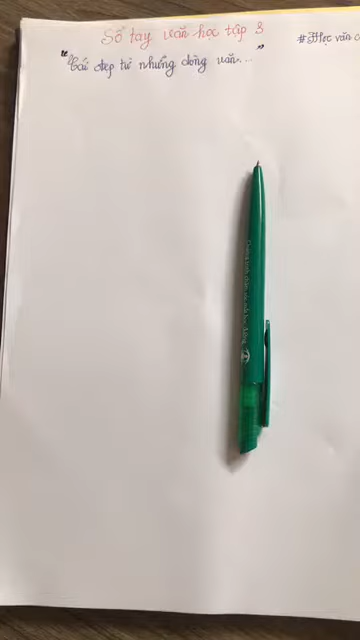 Sổ tay văn học tập 3
#Học văn
"Cái đẹp từ những dòng văn..."